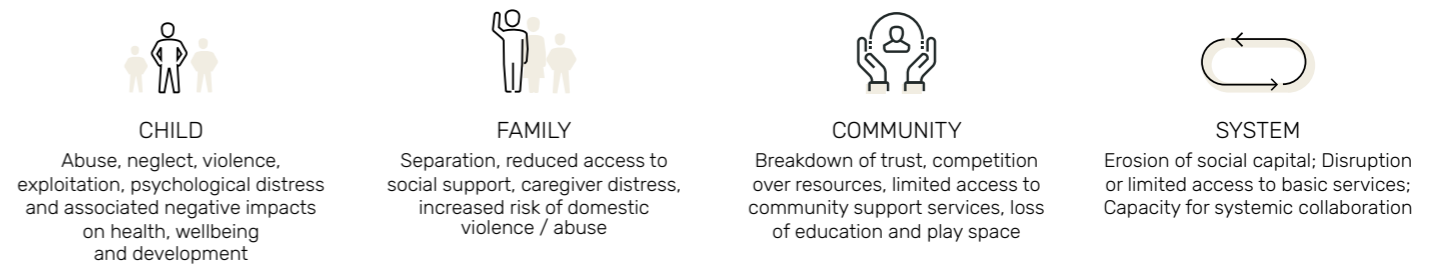 CHILD
Abuse, neglect, violence,
exploitation, psychological distress
and associated negative impacts
on health, wellbeing
and development
FAMILY
Separation, reduced access to
social support, caregiver distress,
increased risk of domestic
violence / abuse
COMMUNITY
Breakdown of trust, competition
over resources, limited access to
community support services, loss
of education and play space
SYSTEM
Erosion of social capital; Disruption
or limited access to basic services;
Capacity for systemic collaboration